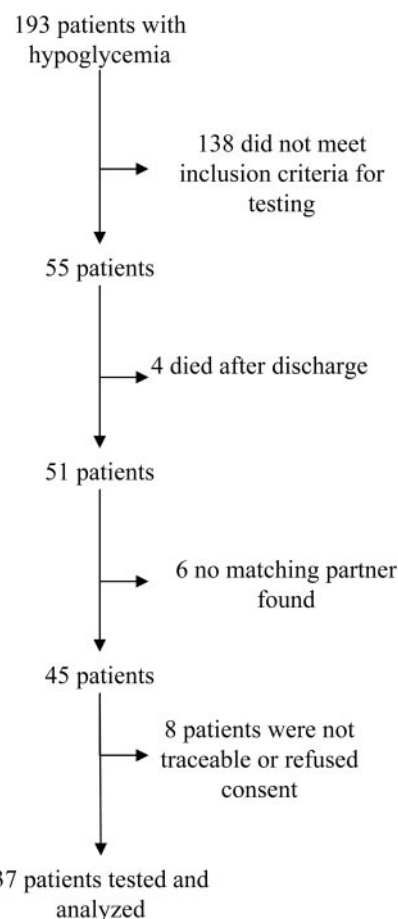 193 patients with
hypoglycemia
138 did not meet
inclusion criteria for
testing
55 patients
4 died after discharge
51 patients
6 no matching partner
found
45 patients
8 patients were not
traceable or refused
consent
37 patients tested and
analyzed